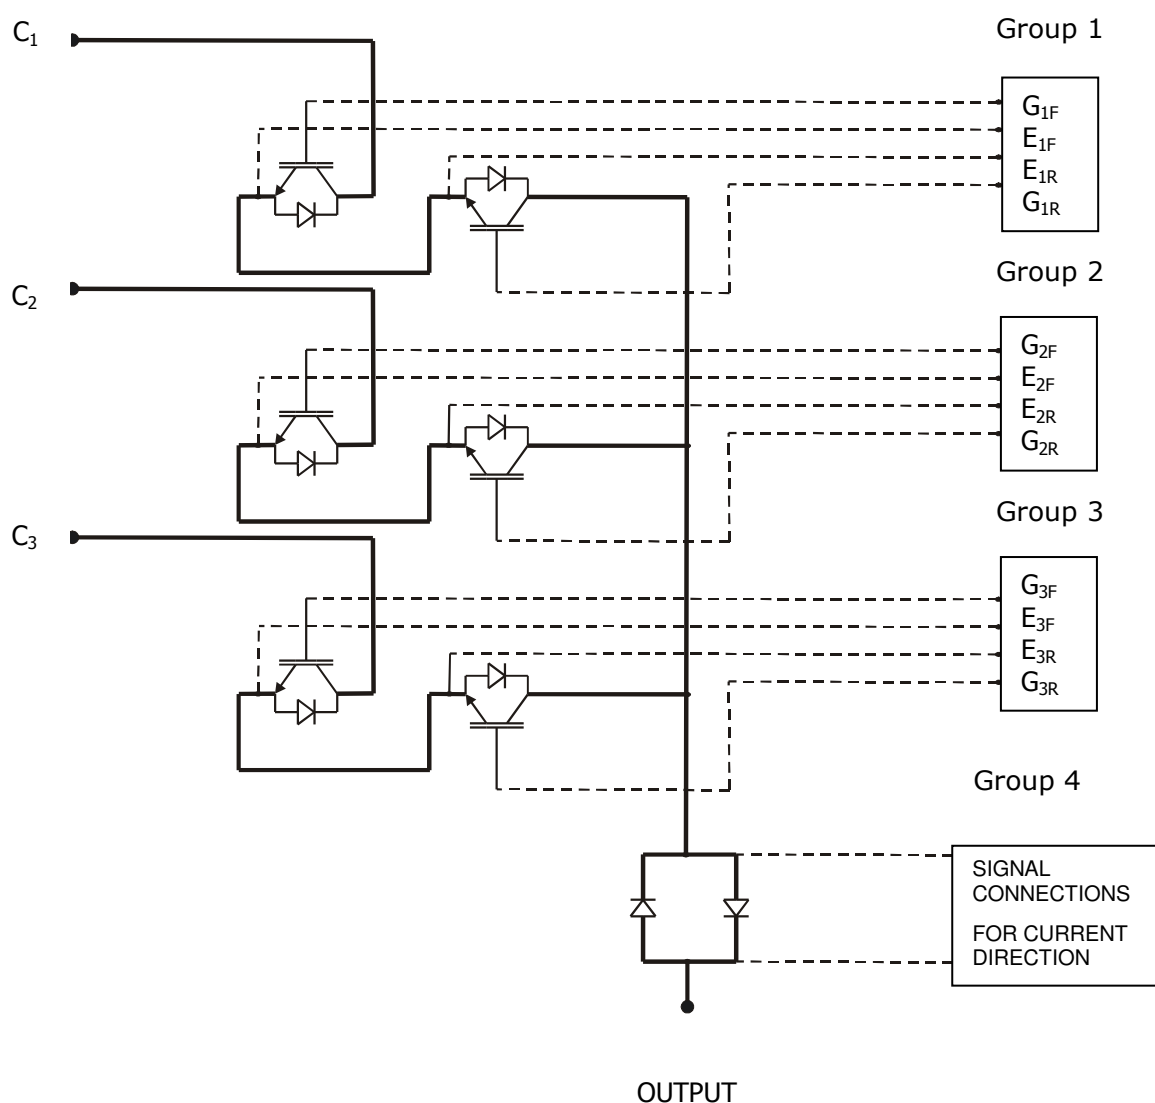 C1
Group 1
G1F
E1F
E1R
G1R
Group 2
C2
G2F
E2F
E2R
G2R
Group 3
C3
G3F
E3F
E3R
G3R
Group 4
SIGNAL
CONNECTIONS
FOR CURRENT
DIRECTION
OUTPUT